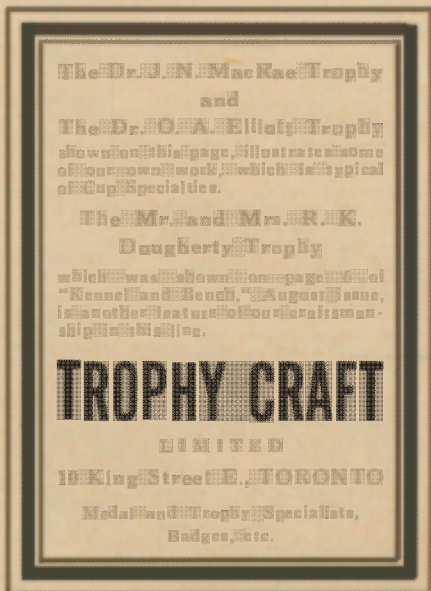 The Dr. J. N. MacRae Trophy
and
The Dr. O. A. Elliott Trophy
shown on this page, illustrates some
of our own work, which is typical
of Cup Specialties.
The Mr. and Mrs. R. K.
Dougherty Trophy
which was shown on page 6 of
"Kennel and Bench," August issue,
is another feature of our craftsman-
ship in this line.
TROPHY CRAFT
LIMITED
10 King Street E., TORONTO
Medal and Trophy Specialists,
Badges, etc.